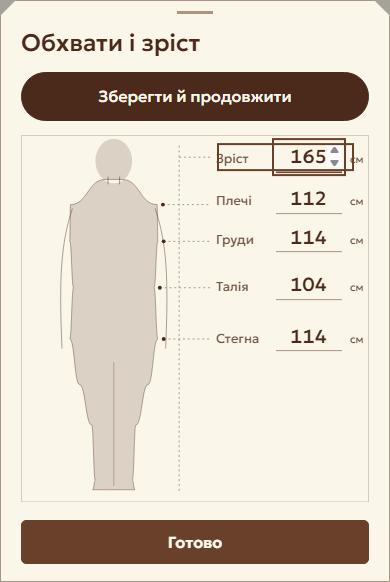 Обхвати і зріст
Зберегти й продовжити
Зріст 165 см
Плечі 112 см
Груди 114 см
Талія 104 см
Стегна 114 см
Готово